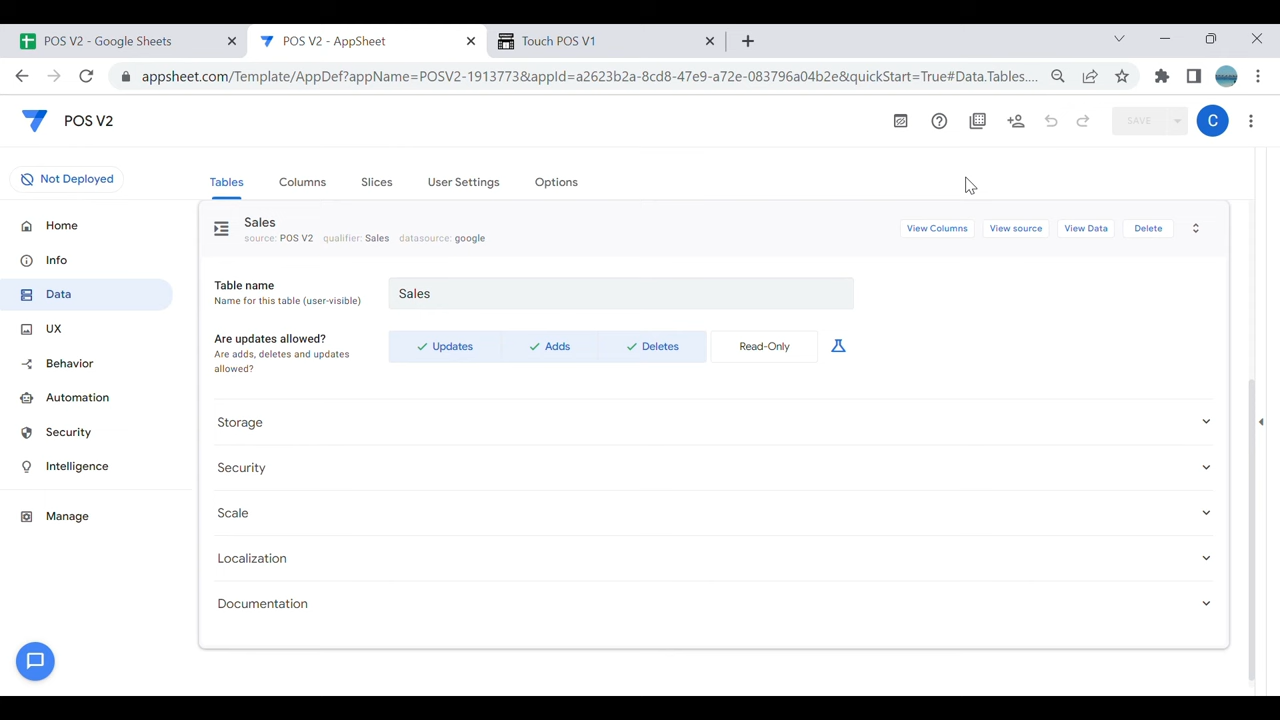 POS V2 - Google Sheets
POS V2 - AppSheet
Touch POS V1
appsheet.com/Template/AppDef?appName=POSV2-1913773&appId=a2623b2a-8cd8-47e9-a72e-083796a04b2e&quickStart=True#Data.Tables....
POS V2
SAVE
C
Not Deployed
Tables
Columns
Slices
User Settings
Options
Home
Info
Data
UX
Behavior
Automation
Security
Intelligence
Manage
Sales
source: POS V2 qualifier: Sales datasource: google
View Columns
View source
View Data
Delete
Table name
Name for this table (user-visible)
Sales
Are updates allowed?
Are adds, deletes and updates
allowed?
Updates
Adds
Deletes
Read-Only
Storage
Security
Scale
Localization
Documentation